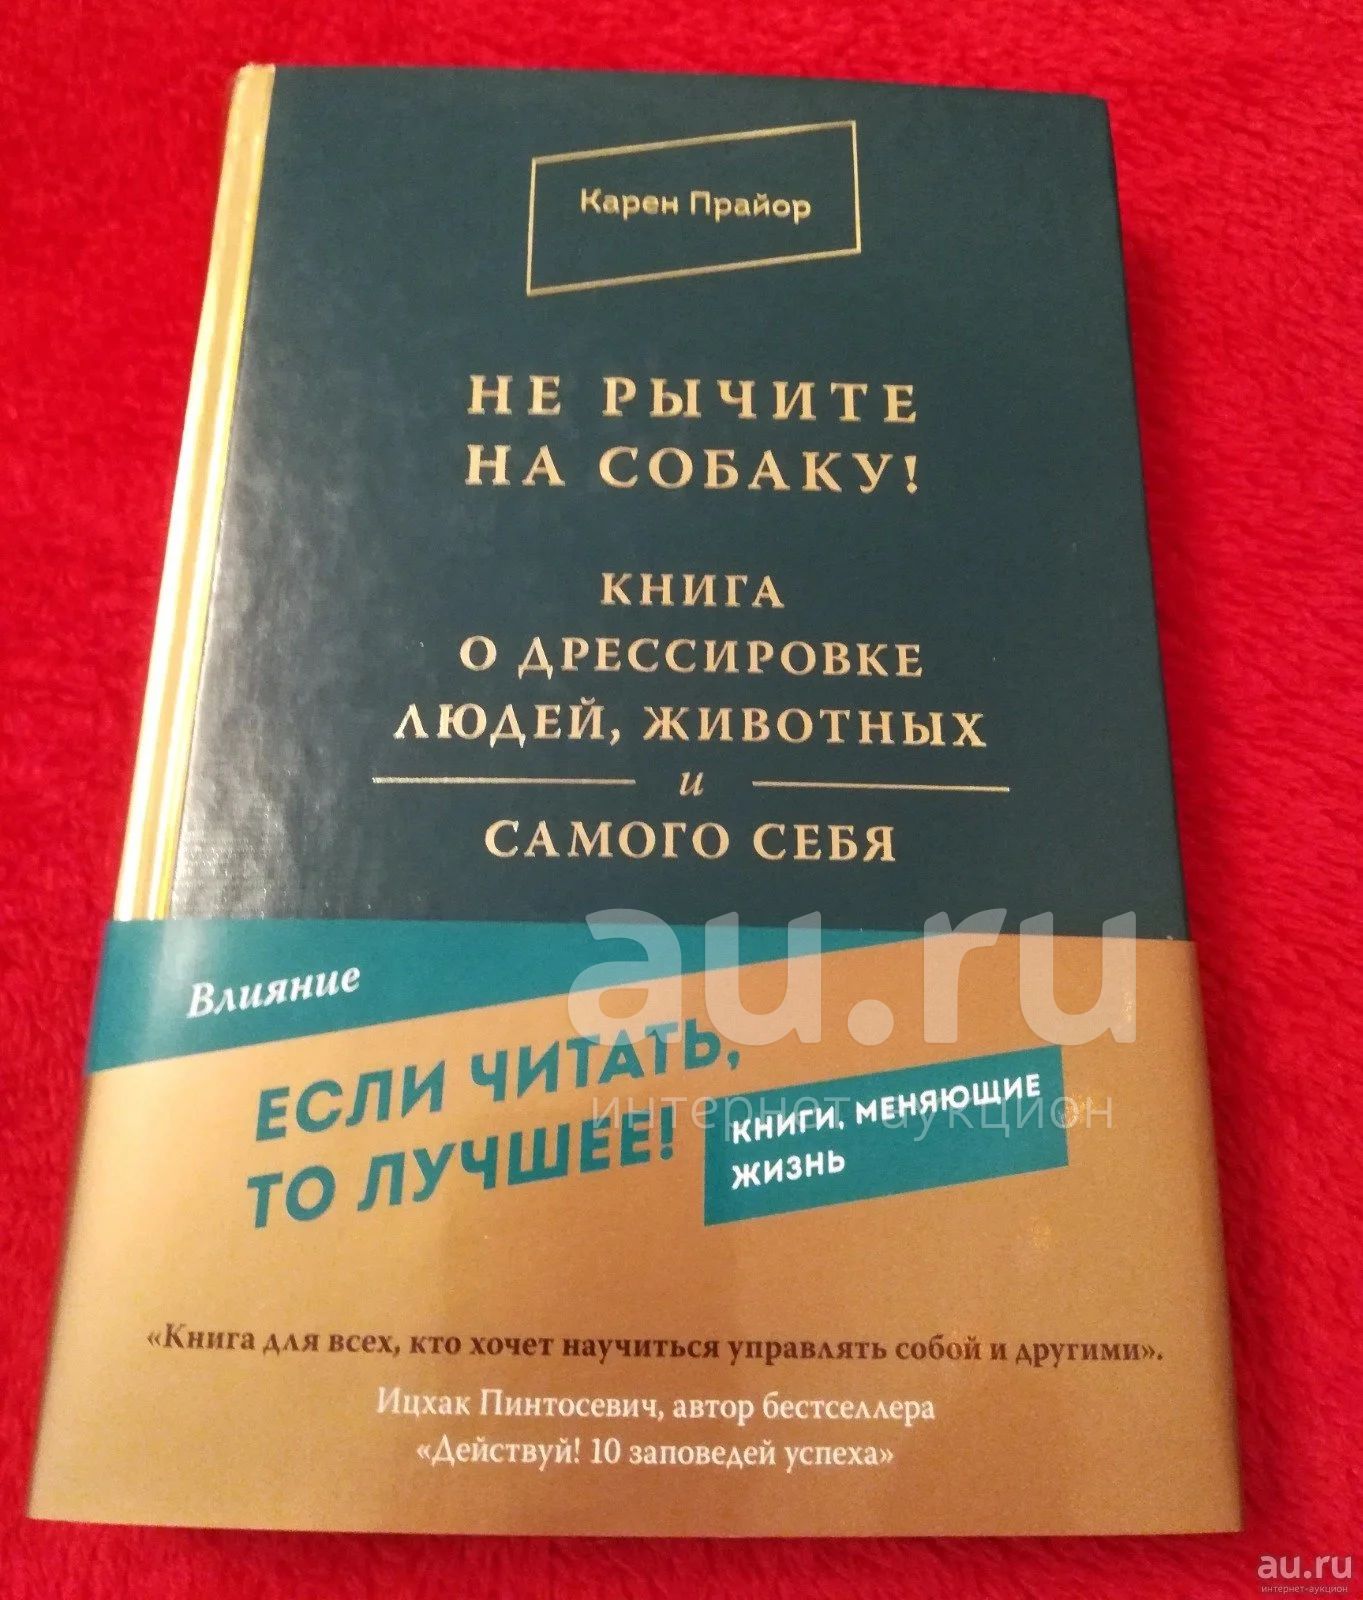 Карен Прайор
НЕ РЫЧИТЕ
НА СОБАКУ!
КНИГА
О ДРЕССИРОВКЕ
ЛЮДЕЙ, ЖИВОТНЫХ
и
САМОГО СЕБЯ
au.ru
интернет-аукцион
Влияние
ЕСЛИ ЧИТАТЬ,
ТО ЛУЧШЕЕ!
КНИГИ, МЕНЯЮЩИЕ
ЖИЗНЬ
«Книга для всех, кто хочет научиться управлять собой и другими».
Ицхак Пинтосевич, автор бестселлера
«Действуй! 10 заповедей успеха»
au.ru
интернет-аукцион